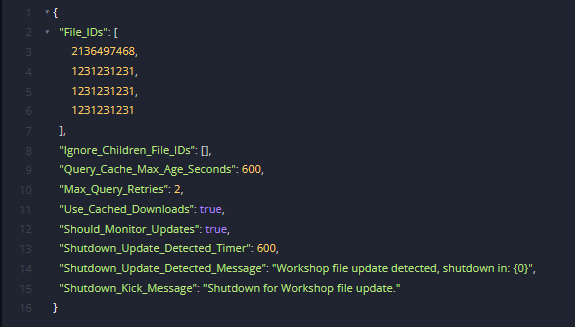 1 {
2 "File_IDs": [
3 2136497468,
4 1231231231,
5 1231231231,
6 1231231231
7 ],
8 "Ignore_Children_File_IDs": [],
9 "Query_Cache_Max_Age_Seconds": 600,
10 "Max_Query_Retries": 2,
11 "Use_Cached_Downloads": true,
12 "Should_Monitor_Updates": true,
13 "Shutdown_Update_Detected_Timer": 600,
14 "Shutdown_Update_Detected_Message": "Workshop file update detected, shutdown in: {0}",
15 "Shutdown_Kick_Message": "Shutdown for Workshop file update."
16 }